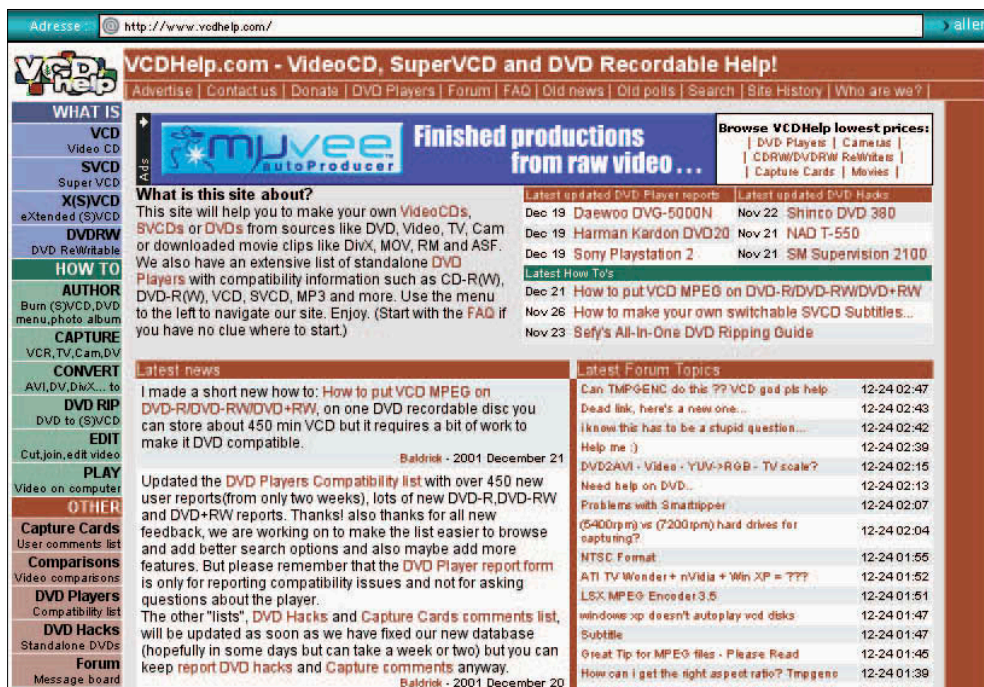 Adresse :
http://www.vcdhelp.com/
aller
VCD Help
VCDHelp.com - VideoCD, SuperVCD and DVD Recordable Help!
Advertise | Contact us | Donate | DVD Players | Forum | FAQ | Old news | Old polls | Search | Site History | Who are we? |
WHAT IS
VCD
Video CD
SVCD
Super VCD
X(S)VCD
eXtended (S)VCD
DVDRW
DVD ReWritable
HOW TO
AUTHOR
Burn (S)VCD,DVD
menu,photo album
CAPTURE
VCR,TV,Cam,DV
CONVERT
AVI,DV,DivX... to
DVD RIP
DVD to (S)VCD
EDIT
Cut,join,edit video
PLAY
Video on computer
OTHER
Capture Cards
User comments list
Comparisons
Video comparisons
DVD Players
Compatibility list
DVD Hacks
Standalone DVDs
Forum
Message board
Ads
muvee
autoProducer
Finished productions
from raw video ...
Browse VCDHelp lowest prices:
| DVD Players | Cameras |
| CDRW/DVDRW ReWriters |
| Capture Cards | Movies |
What is this site about?
This site will help you to make your own VideoCDs,
SVCDs or DVDs from sources like DVD, Video, TV, Cam
or downloaded movie clips like DivX, MOV, RM and ASF.
We also have an extensive list of standalone DVD
Players with compatibility information such as CD-R(W),
DVD-R(W), VCD, SVCD, MP3 and more. Use the menu
to the left to navigate our site. Enjoy. (Start with the FAQ if
you have no clue where to start.)
Latest updated DVD Player reports
Dec 19 Daewoo DVG-5000N
Dec 19 Harman Kardon DVD20
Dec 19 Sony Playstation 2
Latest updated DVD Hacks
Nov 22 Shinco DVD 380
Nov 21 NAD T-550
Nov 21 SM Supervision 2100
Latest How To's
Dec 21 How to put VCD MPEG on DVD-R/DVD-RW/DVD+RW
Nov 26 How to make your own switchable SVCD Subtitles...
Nov 23 Sefy's All-In-One DVD Ripping Guide
Latest news
I made a short new how to: How to put VCD MPEG on
DVD-R/DVD-RW/DVD+RW, on one DVD recordable disc you
can store about 450 min VCD but it requires a bit of work to
make it DVD compatible.
Baldrick - 2001 December 21
Updated the DVD Players Compatibility list with over 450 new
user reports(from only two weeks), lots of new DVD-R,DVD-RW
and DVD+RW reports. Thanks! also thanks for all new
feedback, we are working on to make the list easier to browse
and add better search options and also maybe add more
features. But please remember that the DVD Player report form
is only for reporting compatibility issues and not for asking
questions about the player.
The other "lists", DVD Hacks and Capture Cards comments list,
will be updated as soon as we have fixed our new database
(hopefully in some days but can take a week or two) but you can
keep report DVD hacks and Capture comments anyway.
Baldrick - 2001 December 20
Latest Forum Topics
Can TMPGENC do this ?? VCD god pls help 12-24 02:47
Dead link, here's a new one... 12-24 02:43
i know this has to be a stupid question... 12-24 02:42
Help me :) 12-24 02:39
DVD2AVI - Video - YUV->RGB - TV scale? 12-24 02:15
Need help on DVD.. 12-24 02:13
Problems with Smartripper 12-24 02:07
(5400rpm) vs (7200rpm) hard drives for
capturing? 12-24 02:04
NTSC Format 12-24 01:55
ATI TV Wonder + nVidia + Win XP = ??? 12-24 01:52
LSX MPEG Encoder 3.5 12-24 01:51
windows xp doesn't autoplay vcd disks 12-24 01:47
Subtitle 12-24 01:47
Great Tip for MPEG files - Please Read 12-24 01:45
How can i get the right aspect ratio? Tmpgenc 12-24 01:39